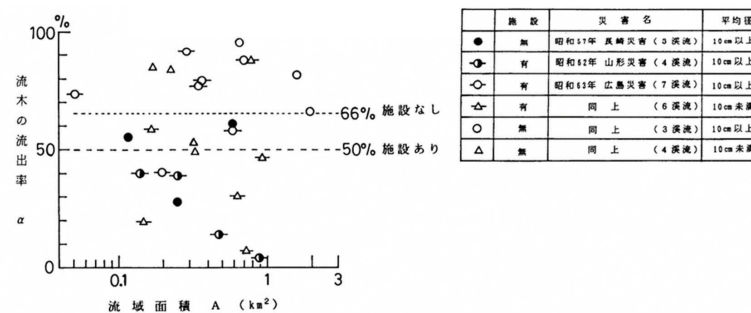 %
100
50
0
流木の流出率 α
66% 施設なし
50% 施設あり
0.1
1
3
流域面積 A (km²)
施設 災害名 平均径
無 昭和57年 長崎災害 (3渓流) 10cm以上
有 昭和62年 山形災害 (4渓流) 10cm以上
有 昭和63年 広島災害 (7渓流) 10cm以上
有 同上 (6渓流) 10cm未満
無 同上 (3渓流) 10cm以上
無 同上 (4渓流) 10cm未満